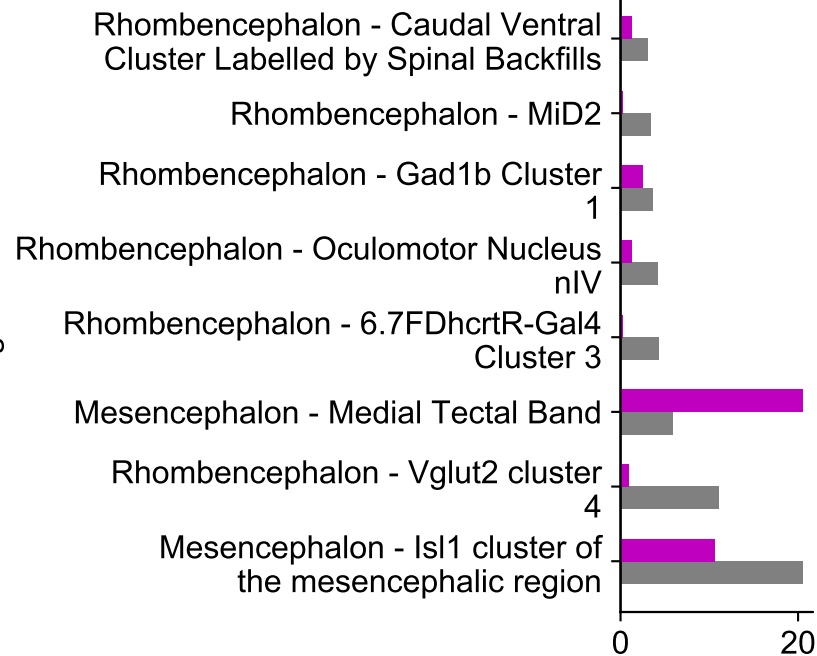 Rhombencephalon - Caudal Ventral
Cluster Labelled by Spinal Backfills
Rhombencephalon - MiD2
Rhombencephalon - Gad1b Cluster
1
Rhombencephalon - Oculomotor Nucleus
nIV
Rhombencephalon - 6.7FDhcrtR-Gal4
Cluster 3
Mesencephalon - Medial Tectal Band
Rhombencephalon - Vglut2 cluster
4
Mesencephalon - Isl1 cluster of
the mesencephalic region
0 20